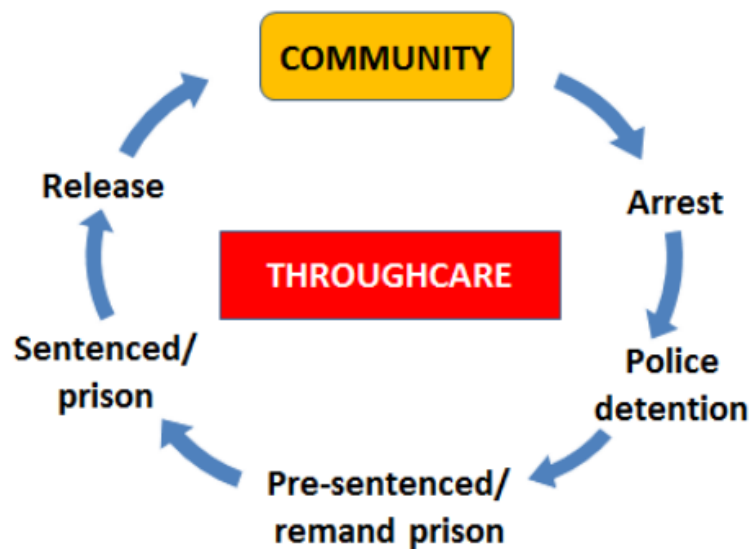 COMMUNITY
Arrest
Police
detention
Pre-sentenced/
remand prison
Sentenced/
prison
Release
THROUGHCARE